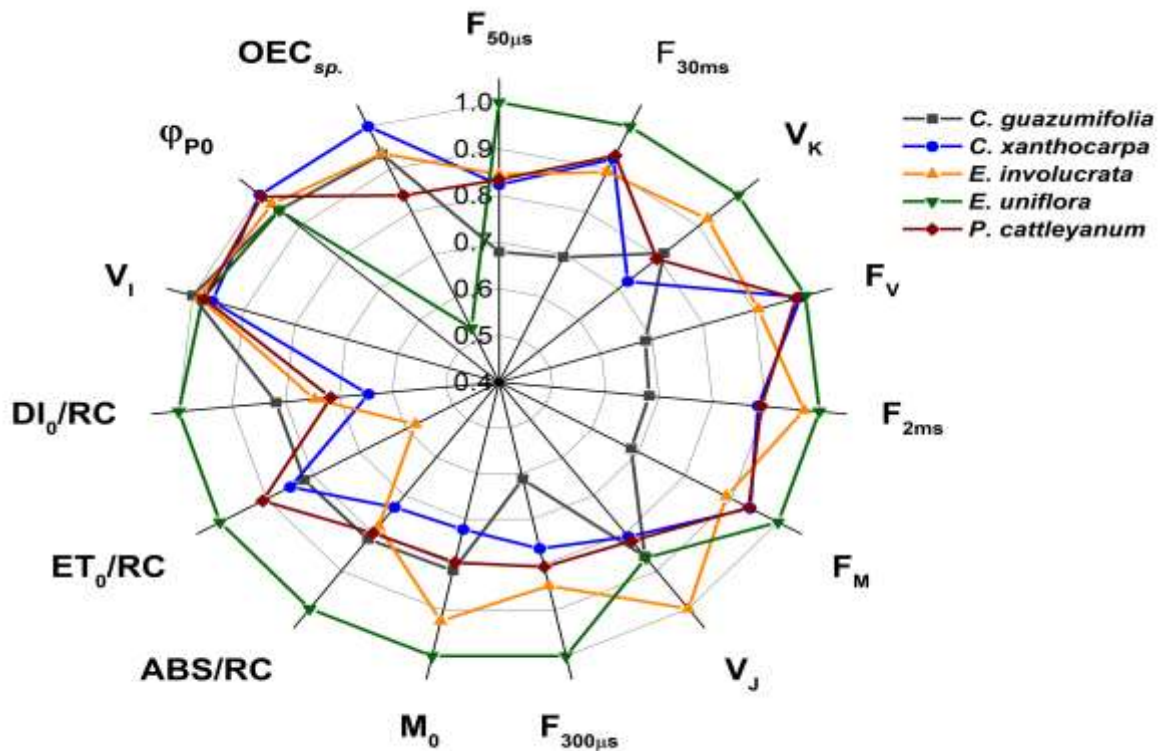 F50μs
F30ms
VK
FV
F2ms
FM
VJ
F300μs
M0
ABS/RC
ET0/RC
DI0/RC
VI
φP0
OECsp.
1.0
0.9
0.8
0.7
0.6
0.5
0.4
C. guazumifolia
C. xanthocarpa
E. involucrata
E. uniflora
P. cattleyanum